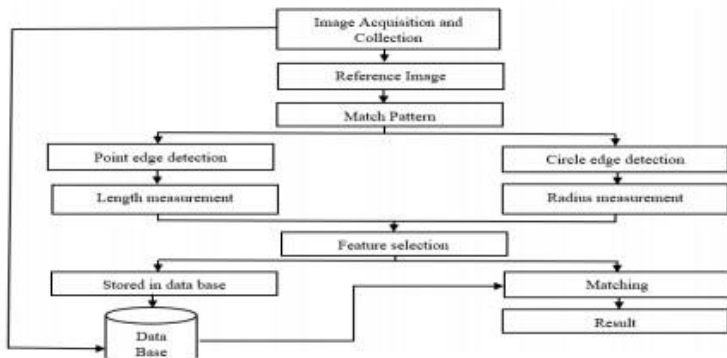 Image Acquisition and
Collection
Reference Image
Match Pattern
Point edge detection
Circle edge detection
Length measurement
Radius measurement
Feature selection
Stored in data base
Matching
Data
Base
Result